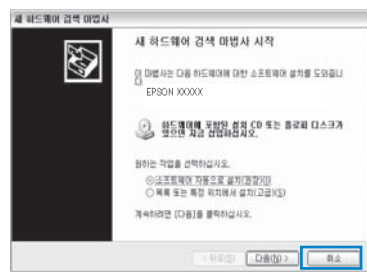 새 하드웨어 검색 마법사
새 하드웨어 검색 마법사 시작
이 마법사는 다음 하드웨어에 대한 소프트웨어 설치를 도와줍니
EPSON XXXXX
하드웨어에 포함된 설치 CD 또는 플로피 디스크가
있으면 지금 삽입하십시오.
원하는 작업을 선택하십시오.
소프트웨어 자동으로 설치(권장)(I)
목록 또는 특정 위치에서 설치(고급)(S)
계속하려면 [다음]를 클릭하십시오.
< 뒤로(B) 다음(N) > 취소